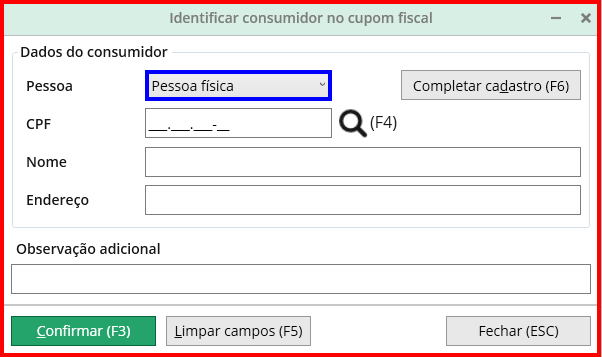 Identificar consumidor no cupom fiscal
Dados do consumidor
Pessoa Pessoa física Completar cadastro (F6)
CPF ___.___.___-__ (F4)
Nome
Endereço
Observação adicional
Confirmar (F3) Limpar campos (F5) Fechar (ESC)